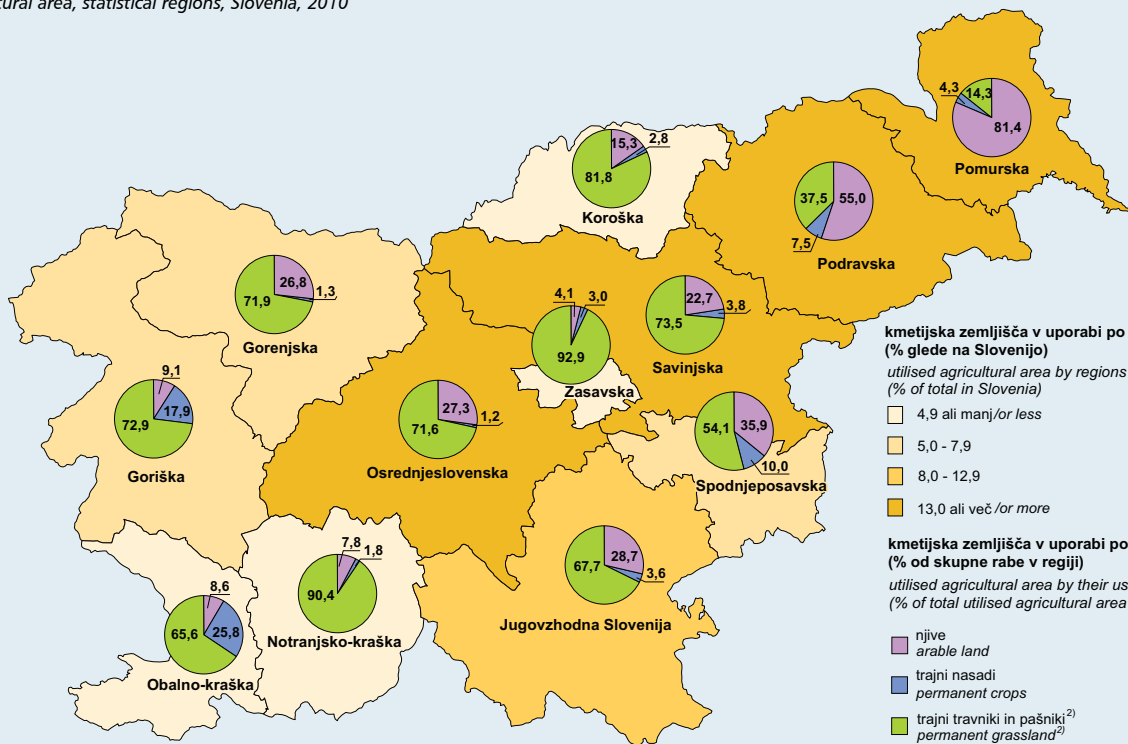 tural area, statistical regions, Slovenia, 2010
4,3
14,3
81,4
Pomurska
15,3
2,8
81,8
Koroška
37,5
55,0
7,5
Podravska
26,8
1,3
71,9
Gorenjska
4,1
3,0
92,9
Zasavska
22,7
3,8
73,5
Savinjska
9,1
17,9
72,9
Goriška
27,3
1,2
71,6
Osrednjeslovenska
54,1
35,9
10,0
Spodnjeposavska
7,8
1,8
90,4
Notranjsko-kraška
28,7
3,6
67,7
Jugovzhodna Slovenija
8,6
25,8
65,6
Obalno-kraška
kmetijska zemljišča v uporabi po
(% glede na Slovenijo)
utilised agricultural area by regions
(% of total in Slovenia)
4,9 ali manj/or less
5,0 - 7,9
8,0 - 12,9
13,0 ali več /or more
kmetijska zemljišča v uporabi po
(% od skupne rabe v regiji)
utilised agricultural area by their us
(% of total utilised agricultural area
njive
arable land
trajni nasadi
permanent crops
trajni travniki in pašniki2)
permanent grassland2)